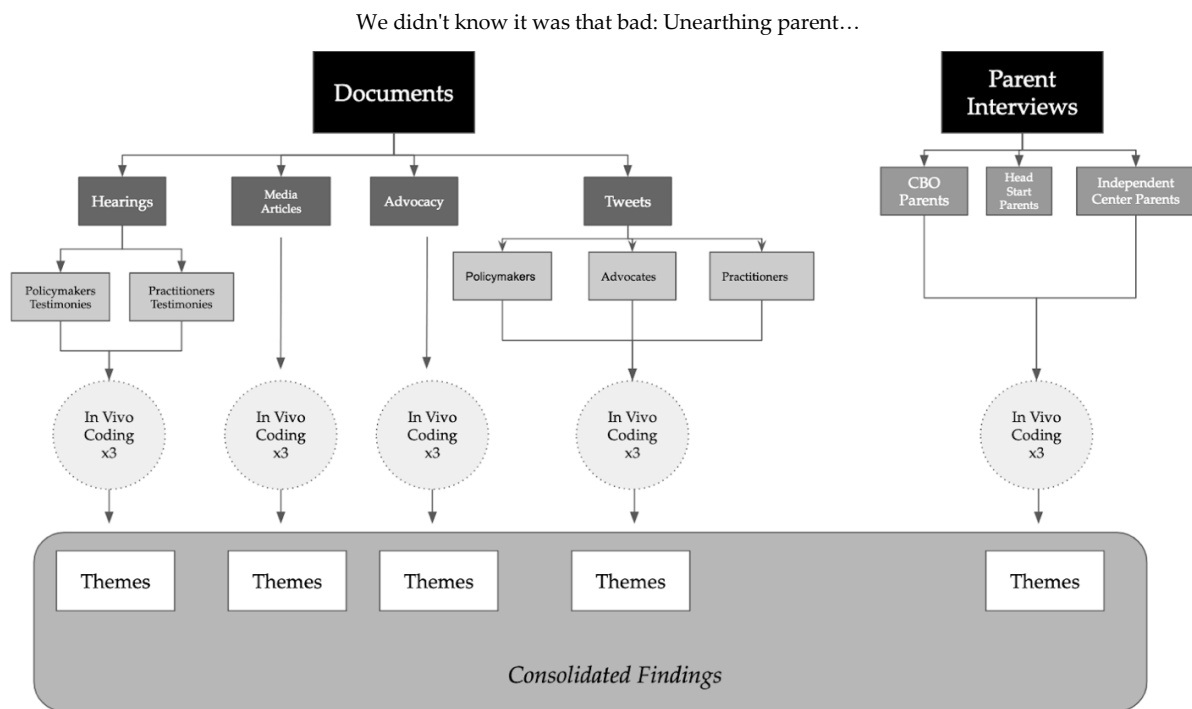 We didn't know it was that bad: Unearthing parent…
Documents
Parent
Interviews
Hearings
Media
Articles
Advocacy
Tweets
CBO
Parents
Head
Start
Parents
Independent
Center Parents
Policymakers
Testimonies
Practitioners
Testimonies
Policymakers
Advocates
Practitioners
In Vivo
Coding
x3
In Vivo
Coding
x3
In Vivo
Coding
x3
In Vivo
Coding
x3
In Vivo
Coding
x3
Themes
Themes
Themes
Themes
Themes
Consolidated Findings